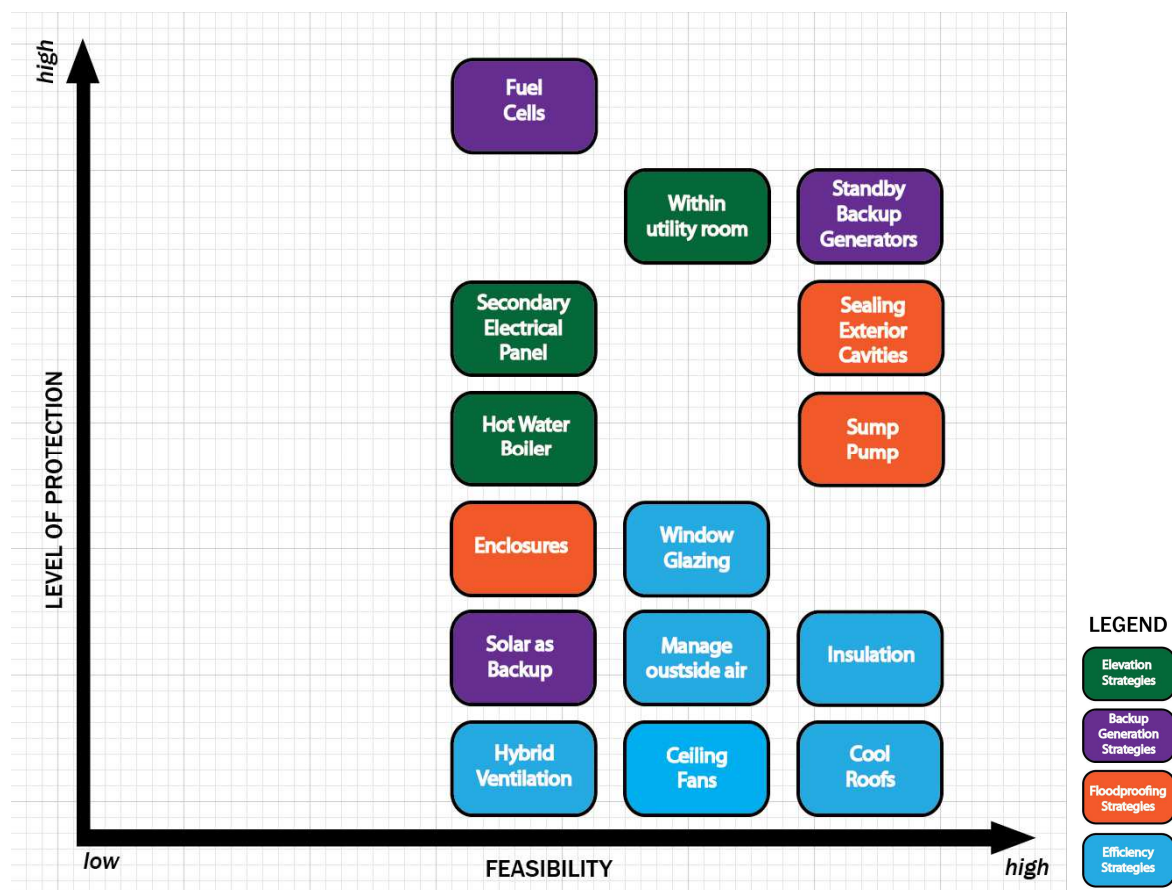 high
Fuel
Cells
Within
utility room
Standby
Backup
Generators
Secondary
Electrical
Panel
Sealing
Exterior
Cavities
Hot Water
Boiler
Sump
Pump
Enclosures
Window
Glazing
Solar as
Backup
Manage
oustside air
Insulation
Hybrid
Ventilation
Ceiling
Fans
Cool
Roofs
LEVEL OF PROTECTION
low
FEASIBILITY
high
LEGEND
Elevation
Strategies
Backup
Generation
Strategies
Floodproofing
Strategies
Efficiency
Strategies